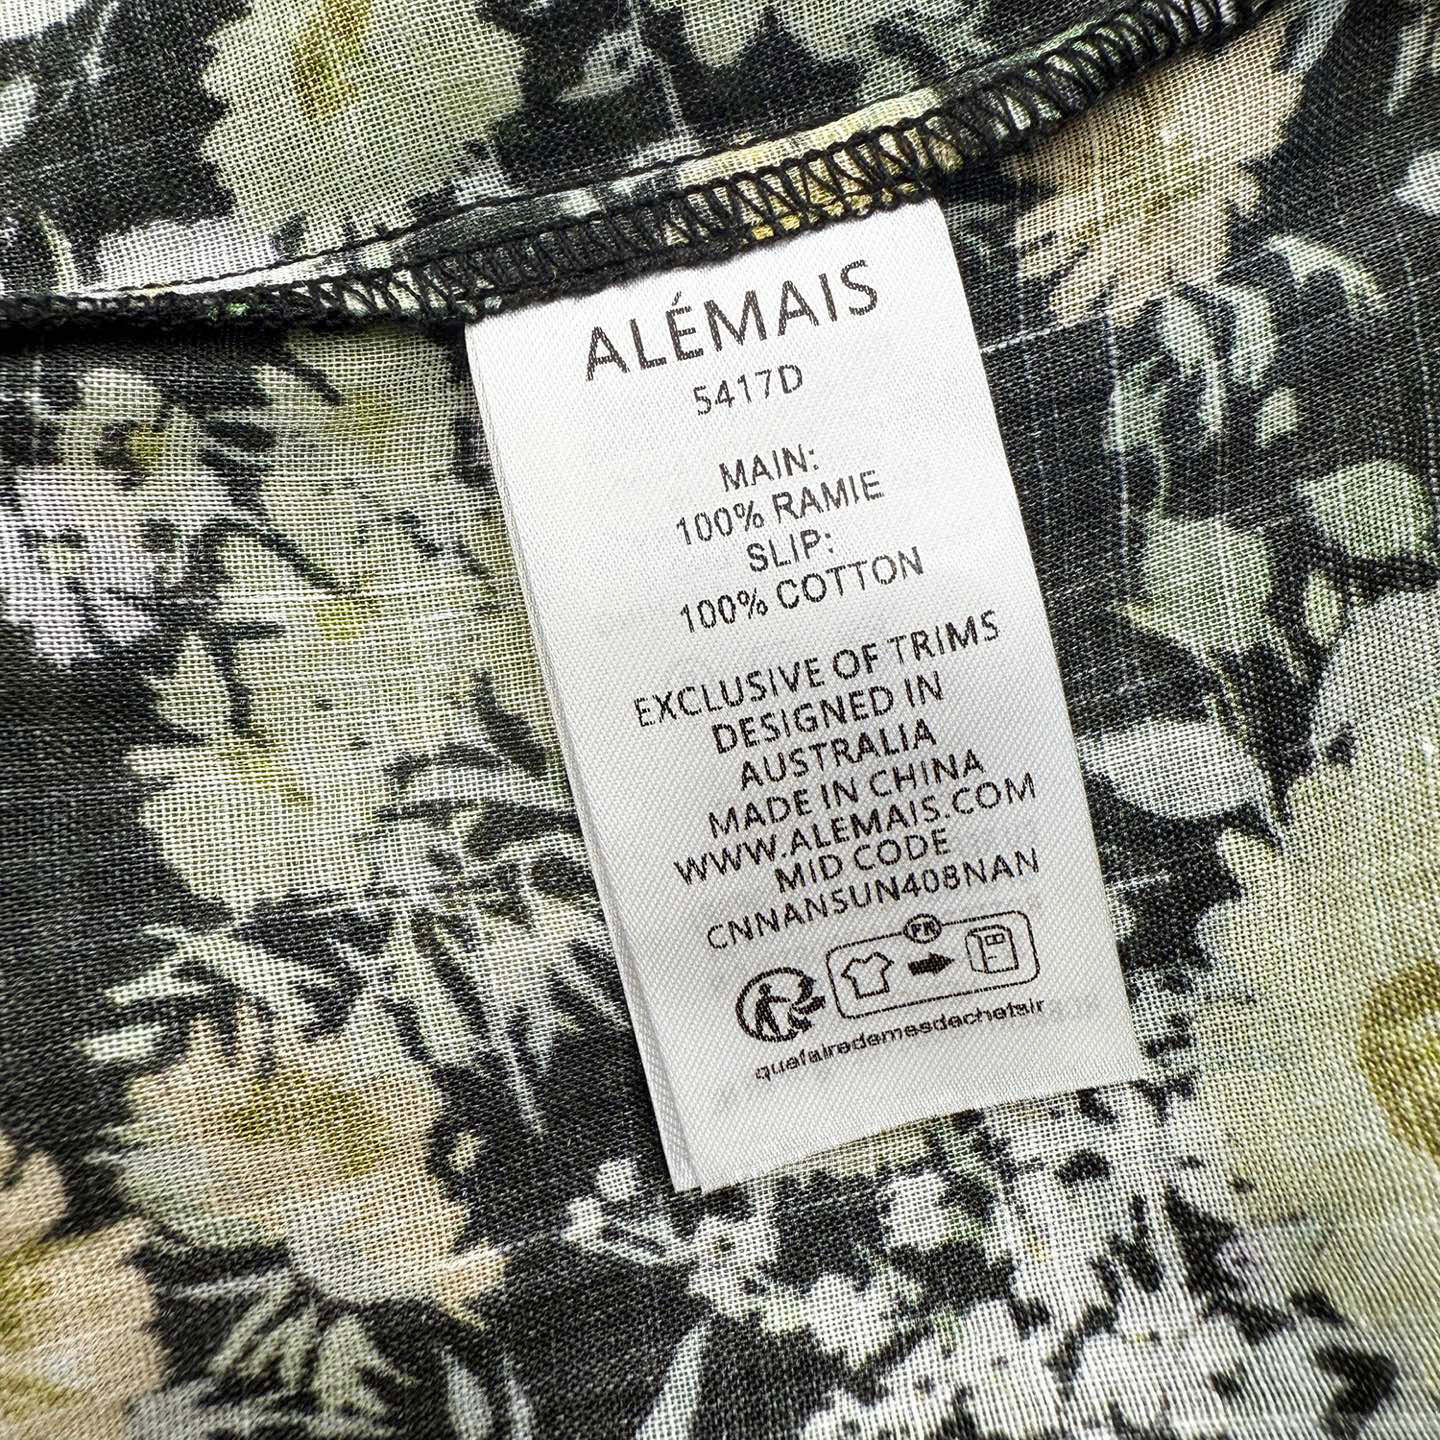 ALÉMAIS
5417D
MAIN:
100% RAMIE
SLIP:
100% COTTON
EXCLUSIVE OF TRIMS
DESIGNED IN
AUSTRALIA
MADE IN CHINA
WWW.ALEMAIS.COM
MID CODE
CNNANSUN408NAN
FR
quefairedemesdechets.fr